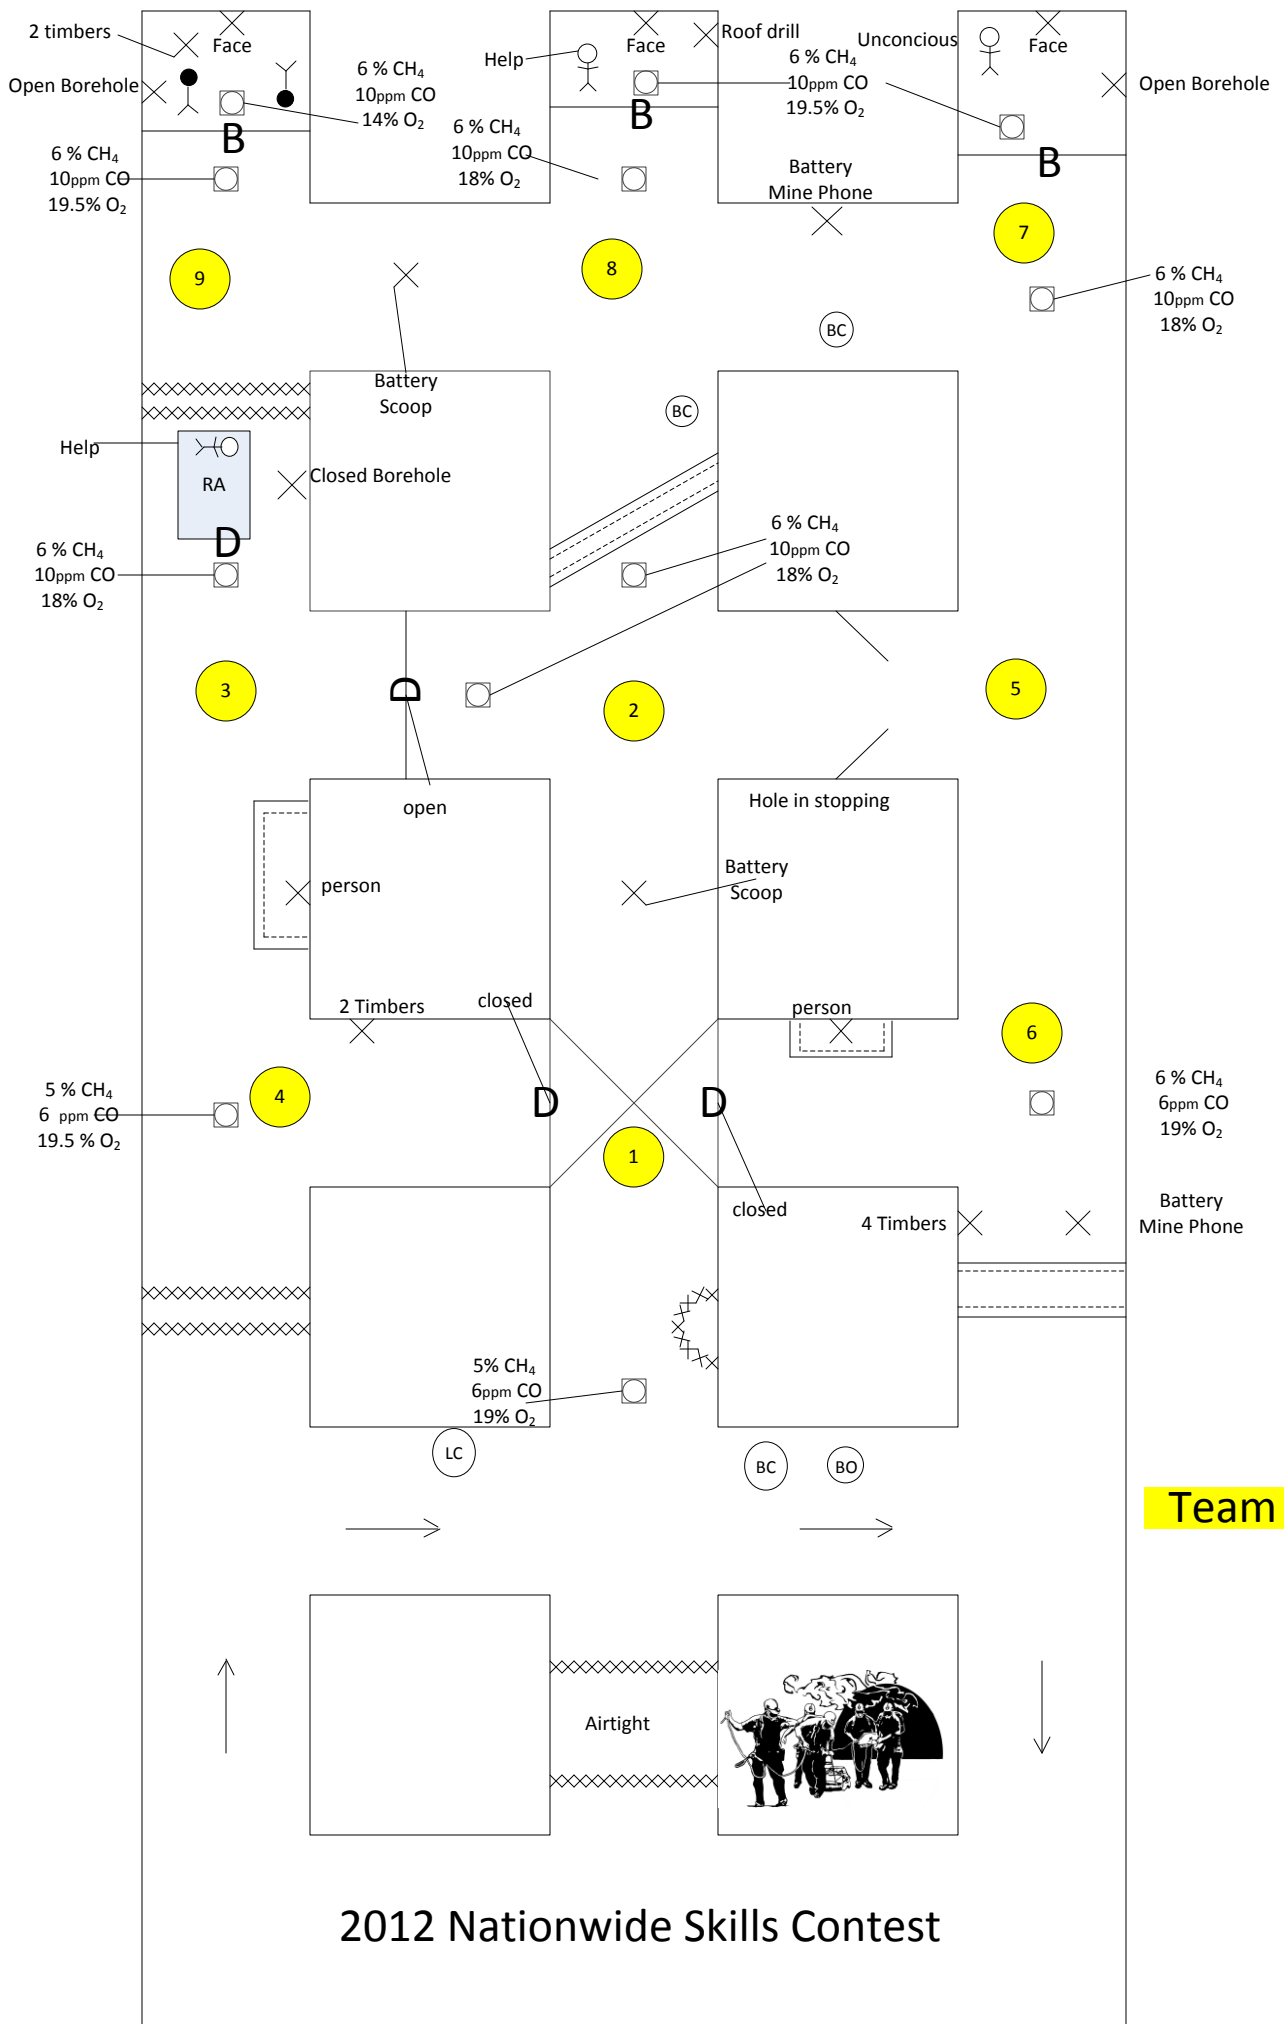 2 timbers
Face
Open Borehole
6 % CH₄
10ppm CO
14% O₂
B
6 % CH₄
10ppm CO
19.5% O₂
Help
Face
Roof drill
6 % CH₄
10ppm CO
19.5% O₂
B
6 % CH₄
10ppm CO
18% O₂
Unconcious
Face
Open Borehole
B
Battery
Mine Phone
9
8
7
6 % CH₄
10ppm CO
18% O₂
BC
BC
Battery
Scoop
Help
RA
Closed Borehole
D
6 % CH₄
10ppm CO
18% O₂
6 % CH₄
10ppm CO
18% O₂
3
D
2
5
open
Hole in stopping
person
Battery
Scoop
2 Timbers
closed
person
6
5 % CH₄
6 ppm CO
19.5 % O₂
4
D
D
1
6 % CH₄
6ppm CO
19% O₂
closed
4 Timbers
Battery
Mine Phone
5% CH₄
6ppm CO
19% O₂
LC
BC
BO
Team
Airtight
2012 Nationwide Skills Contest